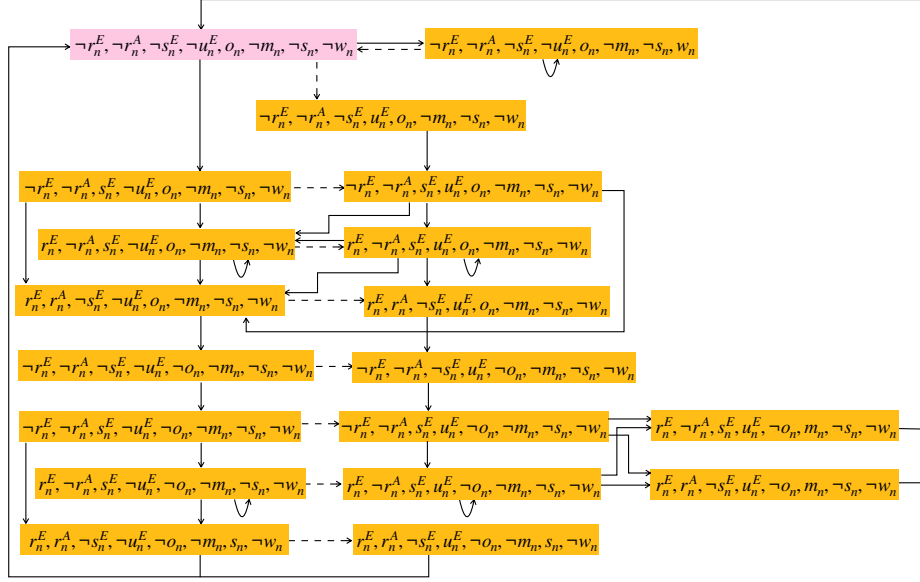 ¬r_n^E, ¬r_n^A, ¬s_n^E, ¬u_n^E, o_n, ¬m_n, ¬s_n, ¬w_n
¬r_n^E, ¬r_n^A, ¬s_n^E, ¬u_n^E, o_n, ¬m_n, ¬s_n, w_n
¬r_n^E, ¬r_n^A, ¬s_n^E, u_n^E, o_n, ¬m_n, ¬s_n, ¬w_n
¬r_n^E, ¬r_n^A, s_n^E, ¬u_n^E, o_n, ¬m_n, ¬s_n, ¬w_n
¬r_n^E, ¬r_n^A, s_n^E, u_n^E, o_n, ¬m_n, ¬s_n, ¬w_n
r_n^E, ¬r_n^A, s_n^E, ¬u_n^E, o_n, ¬m_n, ¬s_n, ¬w_n
r_n^E, ¬r_n^A, s_n^E, u_n^E, o_n, ¬m_n, ¬s_n, ¬w_n
r_n^E, r_n^A, ¬s_n^E, ¬u_n^E, o_n, ¬m_n, ¬s_n, ¬w_n
r_n^E, r_n^A, ¬s_n^E, u_n^E, o_n, ¬m_n, ¬s_n, ¬w_n
¬r_n^E, ¬r_n^A, ¬s_n^E, ¬u_n^E, ¬o_n, ¬m_n, ¬s_n, ¬w_n
¬r_n^E, ¬r_n^A, ¬s_n^E, u_n^E, ¬o_n, ¬m_n, ¬s_n, ¬w_n
¬r_n^E, ¬r_n^A, s_n^E, ¬u_n^E, ¬o_n, ¬m_n, ¬s_n, ¬w_n
¬r_n^E, ¬r_n^A, s_n^E, u_n^E, ¬o_n, ¬m_n, ¬s_n, ¬w_n
r_n^E, ¬r_n^A, s_n^E, u_n^E, ¬o_n, m_n, ¬s_n, ¬w_n
r_n^E, ¬r_n^A, s_n^E, ¬u_n^E, ¬o_n, ¬m_n, ¬s_n, ¬w_n
r_n^E, ¬r_n^A, s_n^E, u_n^E, ¬o_n, ¬m_n, ¬s_n, ¬w_n
r_n^E, r_n^A, ¬s_n^E, u_n^E, ¬o_n, m_n, ¬s_n, ¬w_n
r_n^E, r_n^A, ¬s_n^E, ¬u_n^E, ¬o_n, ¬m_n, s_n, ¬w_n
r_n^E, r_n^A, ¬s_n^E, u_n^E, ¬o_n, ¬m_n, s_n, ¬w_n